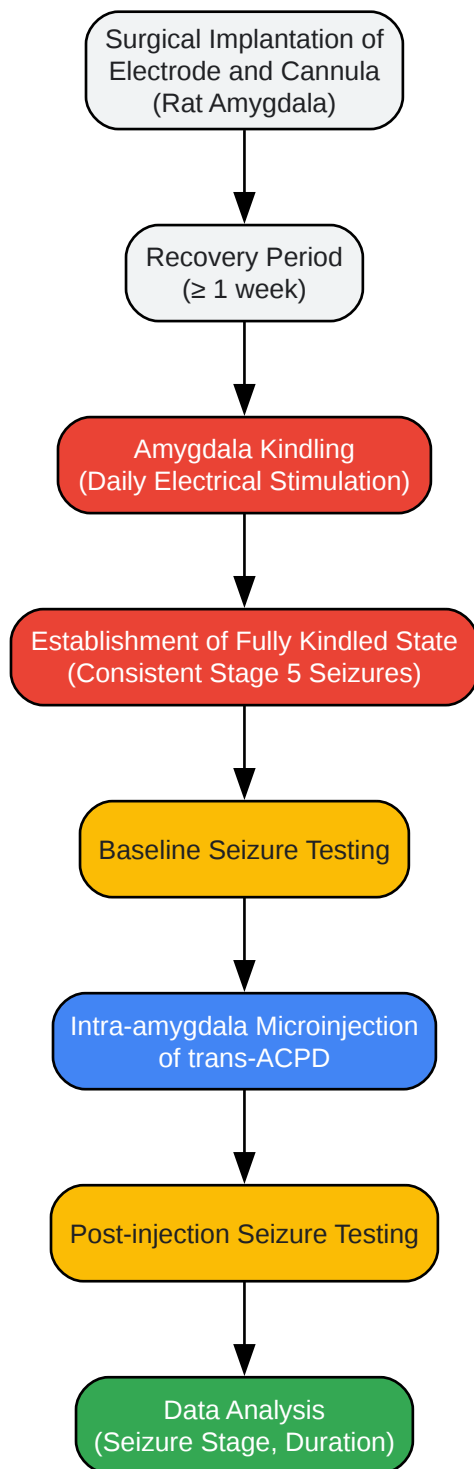 Surgical Implantation of
Electrode and Cannula
(Rat Amygdala)
Recovery Period
(≥ 1 week)
Amygdala Kindling
(Daily Electrical Stimulation)
Establishment of Fully Kindled State
(Consistent Stage 5 Seizures)
Baseline Seizure Testing
Intra-amygdala Microinjection
of trans-ACPD
Post-injection Seizure Testing
Data Analysis
(Seizure Stage, Duration)